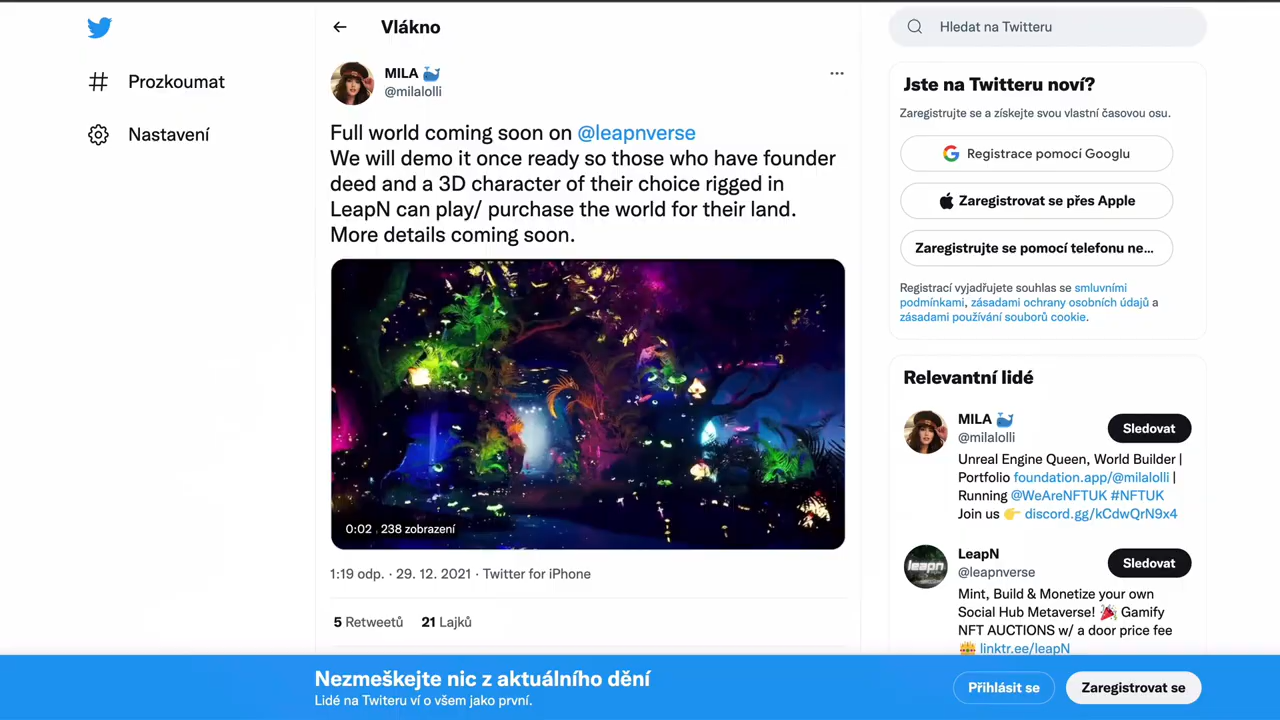 Prozkoumat
Nastavení
Vlákno
MILA 🐳
@milalolli
Full world coming soon on @leapnverse
We will demo it once ready so those who have founder
deed and a 3D character of their choice rigged in
LeapN can play/ purchase the world for their land.
More details coming soon.
0:02 238 zobrazení
1:19 odp. · 29. 12. 2021 · Twitter for iPhone
5 Retweetů 21 Lajků
Hledat na Twitteru
Jste na Twitteru noví?
Zaregistrujte se a získejte svou vlastní časovou osu.
Registrace pomocí Googlu
Zaregistrovat se přes Apple
Zaregistrujte se pomocí telefonu ne...
Registrací vyjadřujete souhlas se smluvními
podmínkami, zásadami ochrany osobních údajů a
zásadami používání souborů cookie.
Relevantní lidé
MILA 🐳
@milalolli
Sledovat
Unreal Engine Queen, World Builder |
Portfolio foundation.app/@milalolli |
Running @WeAreNFTUK #NFTUK
Join us 👉 discord.gg/kCdwQrN9x4
leapn
LeapN
@leapnverse
Sledovat
Mint, Build & Monetize your own
Social Hub Metaverse! 🎉 Gamify
NFT AUCTIONS w/ a door price fee
👑 linktr.ee/leapN
Nezmeškejte nic z aktuálního dění
Lidé na Twiteru ví o všem jako první.
Přihlásit se
Zaregistrovat se